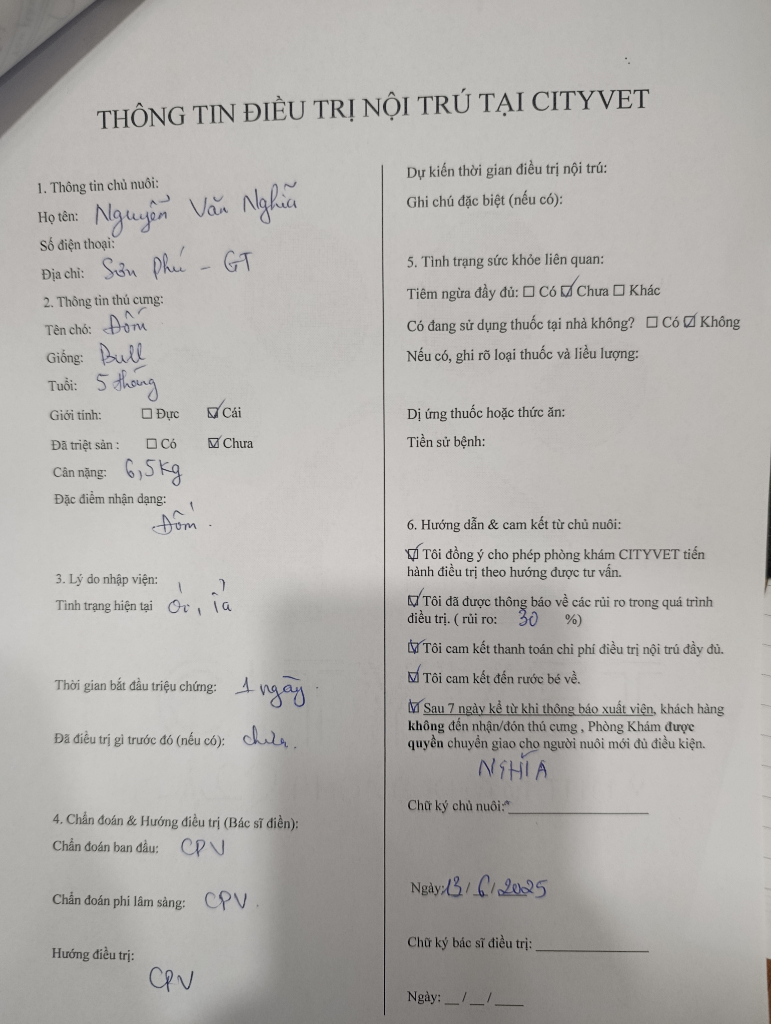 THÔNG TIN ĐIỀU TRỊ NỘI TRÚ TẠI CITYVET
1. Thông tin chủ nuôi:
Họ tên: Nguyễn Văn Nghĩa
Số điện thoại:
Địa chỉ: Sơn Phú - GT
2. Thông tin thú cưng:
Tên chó: Đốm
Giống: Bull
Tuổi: 5 tháng
Giới tính: ☐ Đực ☑ Cái
Đã triệt sản : ☐ Có ☑ Chưa
Cân nặng: 6,5kg
Đặc điểm nhận dạng:
Đốm.
3. Lý do nhập viện:
Tình trạng hiện tại Ói, ỉa
Thời gian bắt đầu triệu chứng: 1 ngày.
Đã điều trị gì trước đó (nếu có): chưa.
4. Chẩn đoán & Hướng điều trị (Bác sĩ điền):
Chẩn đoán ban đầu: CPV
Chẩn đoán phi lâm sàng: CPV.
Hướng điều trị:
CPV
Dự kiến thời gian điều trị nội trú:
Ghi chú đặc biệt (nếu có):
5. Tình trạng sức khỏe liên quan:
Tiêm ngừa đầy đủ: ☐ Có ☑ Chưa ☐ Khác
Có đang sử dụng thuốc tại nhà không? ☐ Có ☑ Không
Nếu có, ghi rõ loại thuốc và liều lượng:
Dị ứng thuốc hoặc thức ăn:
Tiền sử bệnh:
6. Hướng dẫn & cam kết từ chủ nuôi:
☑ Tôi đồng ý cho phép phòng khám CITYVET tiến
hành điều trị theo hướng được tư vấn.
☑ Tôi đã được thông báo về các rủi ro trong quá trình
điều trị. ( rủi ro: 30 %)
☑ Tôi cam kết thanh toán chi phí điều trị nội trú đầy đủ.
☑ Tôi cam kết đến rước bé về.
☑ Sau 7 ngày kể từ khi thông báo xuất viện, khách hàng
không đến nhận/đón thú cưng , Phòng Khám được
quyền chuyển giao cho người nuôi mới đủ điều kiện.
NGHĨA
Chữ ký chủ nuôi:
Ngày: 13/ 6 / 2025
Chữ ký bác sĩ điều trị:
Ngày: __ / __ / ____